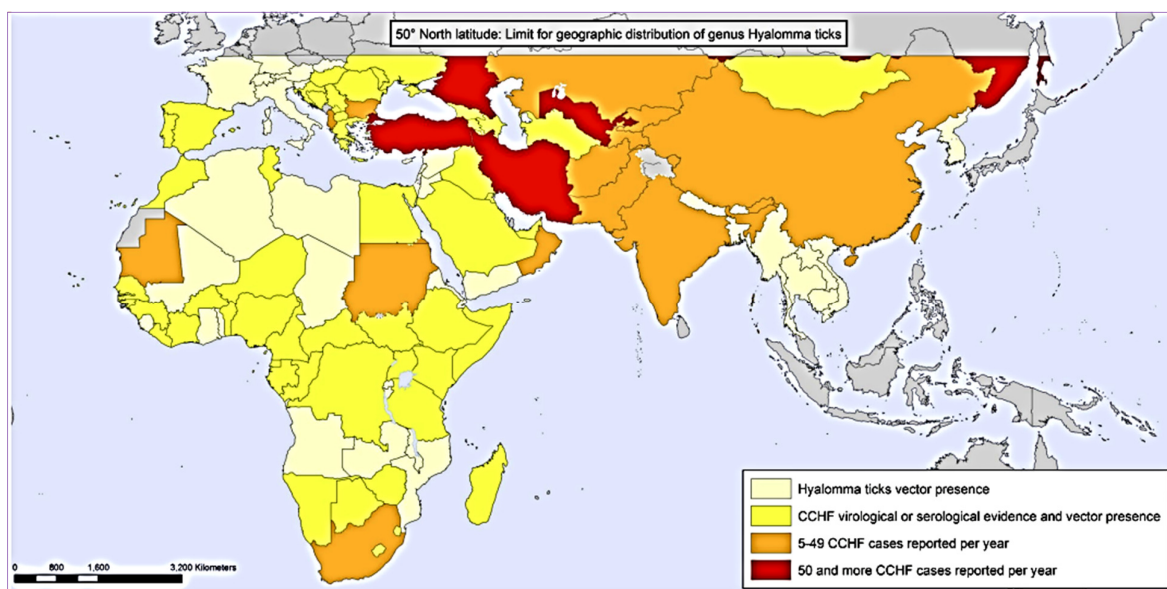 50° North latitude: Limit for geographic distribution of genus Hyalomma ticks
Hyalomma ticks vector presence
CCHF virological or serological evidence and vector presence
5-49 CCHF cases reported per year
50 and more CCHF cases reported per year
0 800 1,600 3,200 Kilometers